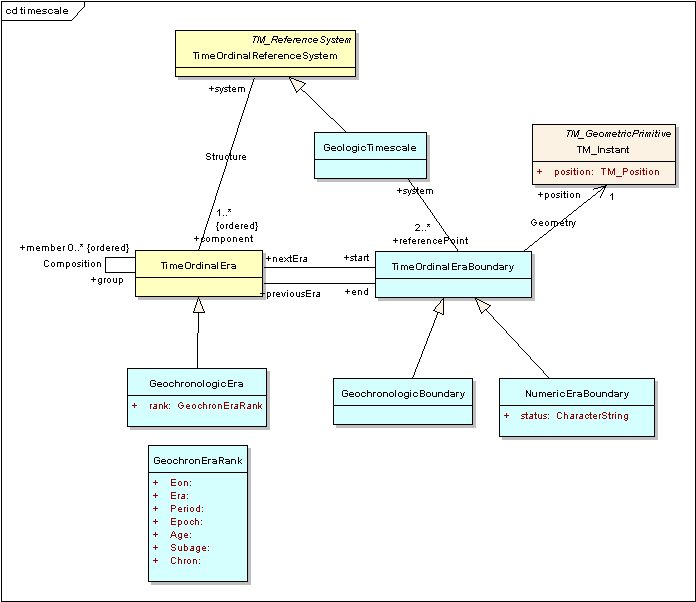 cd timescale
TM_ReferenceSystem
TimeOrdinalReferenceSystem
+system
GeologicTimescale
TM_GeometricPrimitive
TM_Instant
+ position: TM_Position
Structure
+system
+position
1
1..*
{ordered}
+component
2..*
+referencePoint
Geometry
+member 0..* {ordered}
Composition
+group
TimeOrdinalEra
+nextEra
+start
+previousEra
+end
TimeOrdinalEraBoundary
GeochronologicEra
+ rank: GeochronEraRank
GeochronologicBoundary
NumericEraBoundary
+ status: CharacterString
GeochronEraRank
+ Eon:
+ Era:
+ Period:
+ Epoch:
+ Age:
+ Subage:
+ Chron: